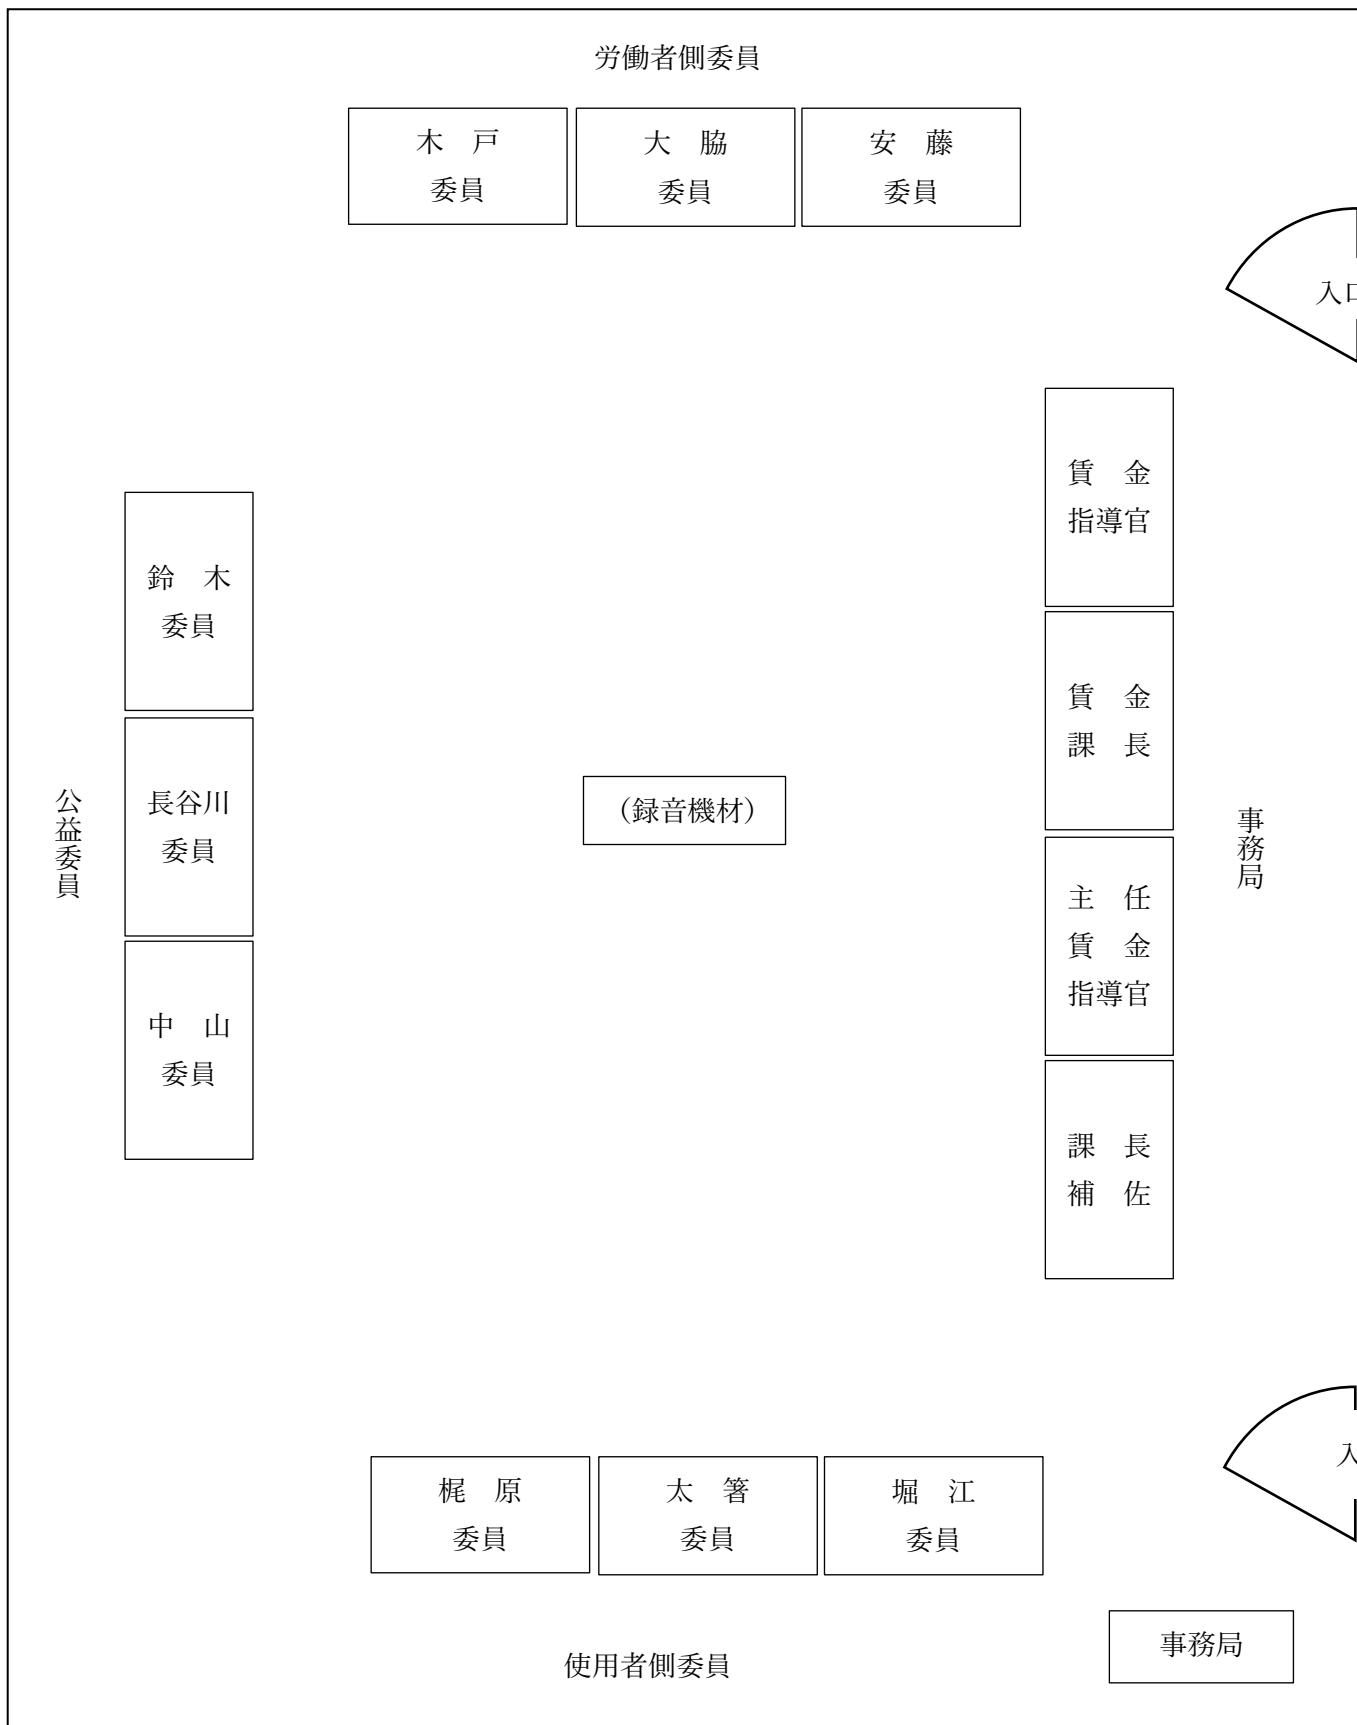 労働者側委員
木　戸
委員
大　脇
委員
安　藤
委員
入口
賃　金
指導官
鈴　木
委員
賃　金
課　長
長谷川
委員
公益委員
（録音機材）
事務局
主　任
賃　金
指導官
中　山
委員
課　長
補　佐
梶　原
委員
太　箸
委員
堀　江
委員
入
事務局
使用者側委員